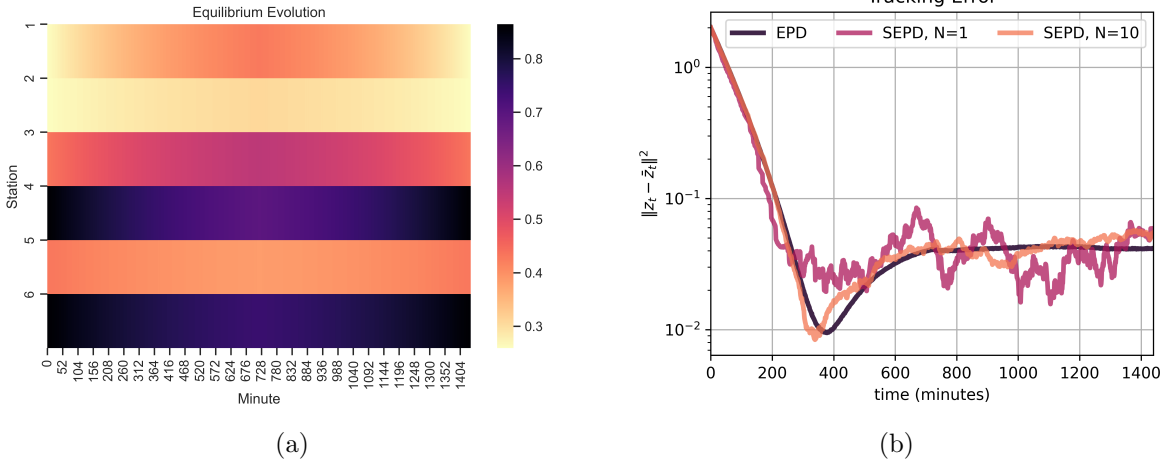 Equilibrium Evolution
Station
1
2
3
4
5
6
0 52 104 156 208 260 312 364 416 468 520 572 624 676 728 780 832 884 936 988 1040 1092 1144 1196 1248 1300 1352 1404
Minute
0.8
0.7
0.6
0.5
0.4
0.3
(a)
Tracking Error
EPD SEPD, N=1 SEPD, N=10
‖z_t − z̄_t‖²
10⁰
10⁻¹
10⁻²
0 200 400 600 800 1000 1200 1400
time (minutes)
(b)